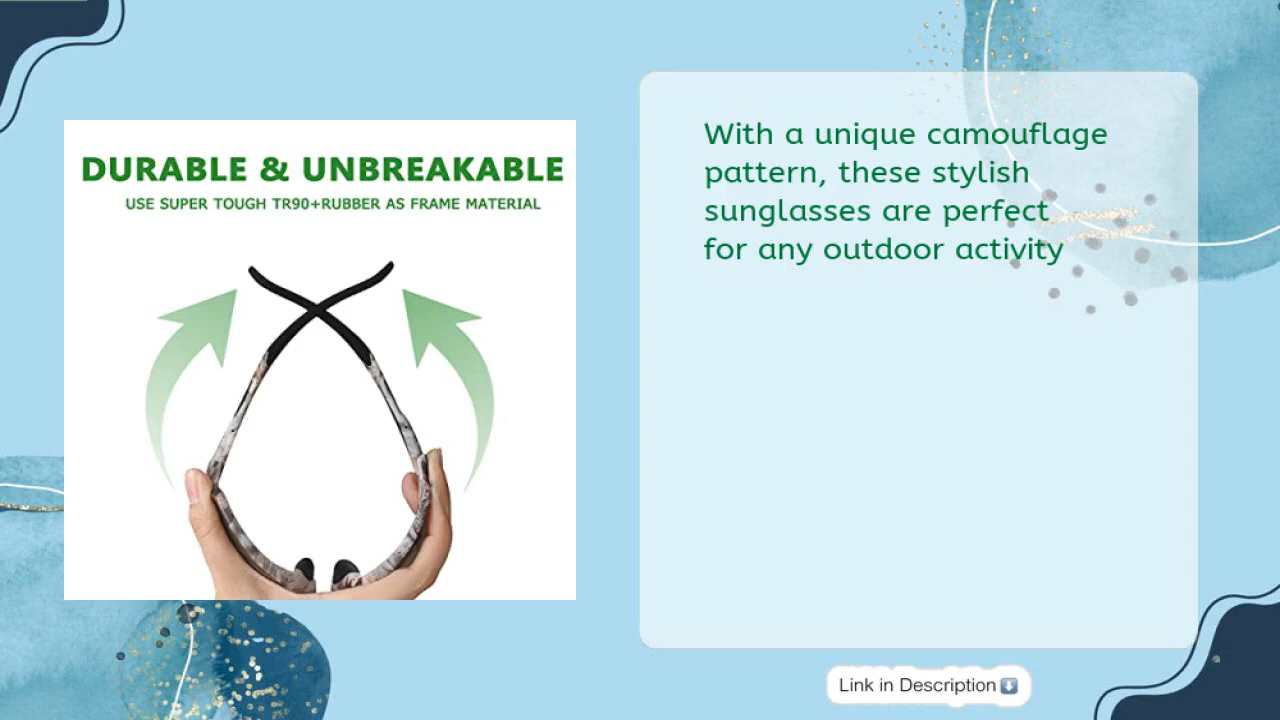 DURABLE & UNBREAKABLE
USE SUPER TOUGH TR90+RUBBER AS FRAME MATERIAL
With a unique camouflage
pattern, these stylish
sunglasses are perfect
for any outdoor activity
Link in Description